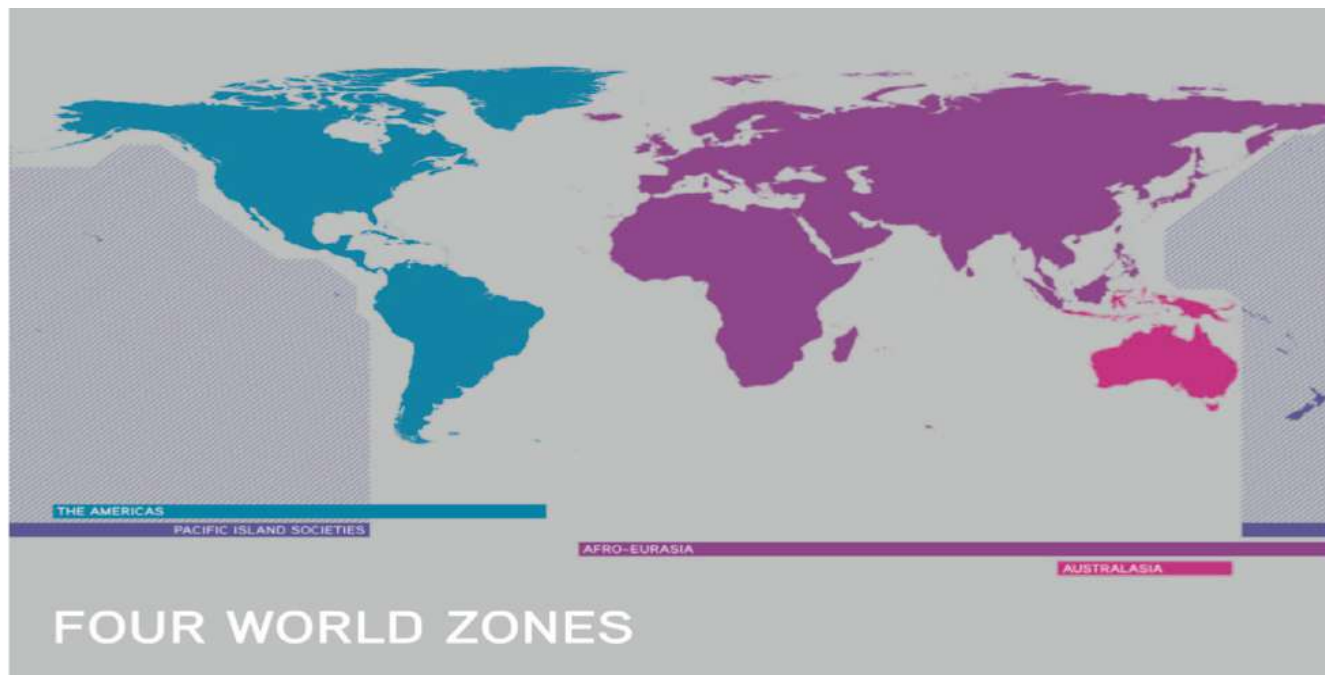 THE AMERICAS
PACIFIC ISLAND SOCIETIES
AFRO-EURASIA
AUSTRALASIA
FOUR WORLD ZONES